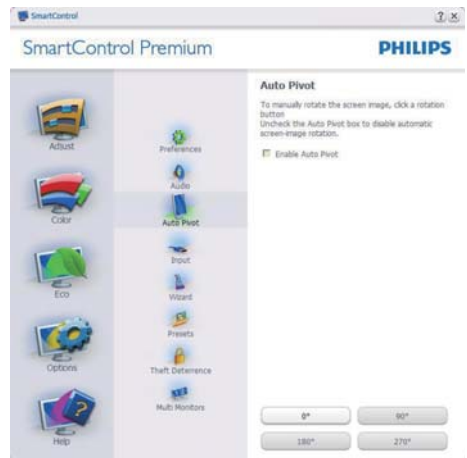 SmartControl
? x
SmartControl Premium
PHILIPS
Adjust
Color
Eco
Options
Help
Preferences
Audio
Auto Pivot
Input
Wizard
Presets
Theft Deterrence
Multi Monitors
Auto Pivot
To manually rotate the screen image, click a rotation
button
Uncheck the Auto Pivot box to disable automatic
screen-image rotation.
Enable Auto Pivot
0°
90°
180°
270°